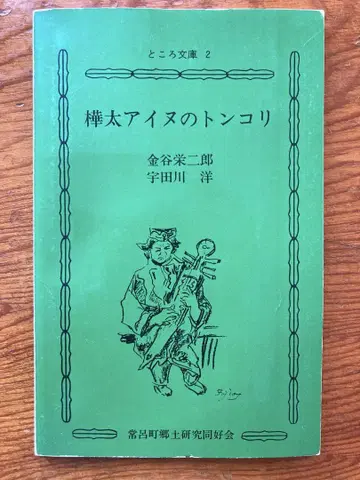 ところ文庫 2
樺太アイヌのトンコリ
金谷栄二郎
宇田川 洋
常呂町郷土研究同好会